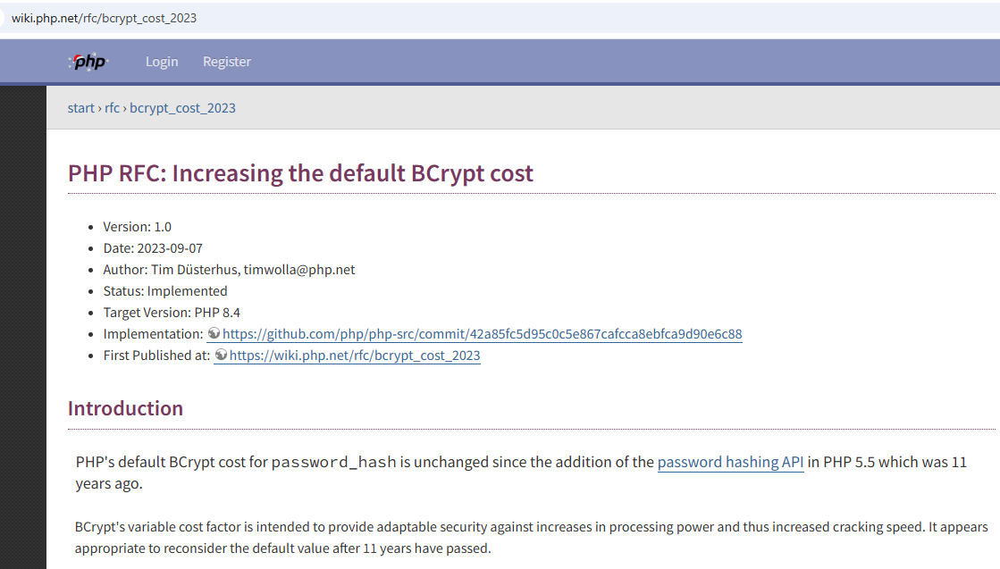 wiki.php.net/rfc/bcrypt_cost_2023
php Login Register
start › rfc › bcrypt_cost_2023
PHP RFC: Increasing the default BCrypt cost
• Version: 1.0
• Date: 2023-09-07
• Author: Tim Düsterhus, timwolla@php.net
• Status: Implemented
• Target Version: PHP 8.4
• Implementation: https://github.com/php/php-src/commit/42a85fc5d95c0c5e867cafcca8ebfca9d90e6c88
• First Published at: https://wiki.php.net/rfc/bcrypt_cost_2023
Introduction
PHP's default BCrypt cost for password_hash is unchanged since the addition of the password hashing API in PHP 5.5 which was 11
years ago.
BCrypt's variable cost factor is intended to provide adaptable security against increases in processing power and thus increased cracking speed. It appears
appropriate to reconsider the default value after 11 years have passed.